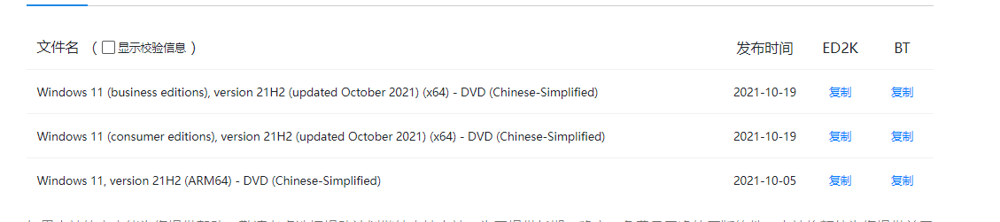 文件名 (显示校验信息) 发布时间 ED2K BT
Windows 11 (business editions), version 21H2 (updated October 2021) (x64) - DVD (Chinese-Simplified) 2021-10-19 复制 复制
Windows 11 (consumer editions), version 21H2 (updated October 2021) (x64) - DVD (Chinese-Simplified) 2021-10-19 复制 复制
Windows 11, version 21H2 (ARM64) - DVD (Chinese-Simplified) 2021-10-05 复制 复制